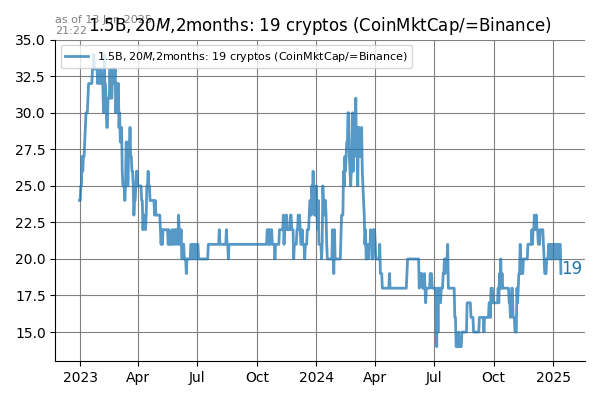 as of 13 Jan 2025
21:22
1.5B,20M,2months: 19 cryptos (CoinMktCap/=Binance)
1.5B,20M,2months: 19 cryptos (CoinMktCap/=Binance)
35.0
32.5
30.0
27.5
25.0
22.5
20.0
17.5
15.0
19
2023
Apr
Jul
Oct
2024
Apr
Jul
Oct
2025